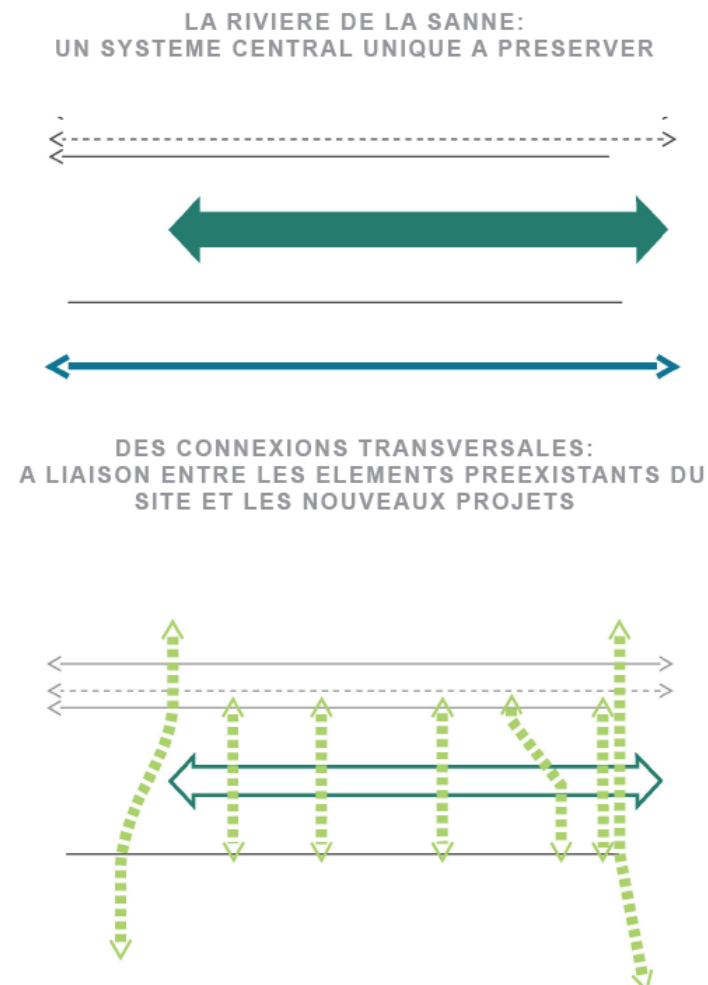 LA RIVIERE DE LA SANNE:
UN SYSTEME CENTRAL UNIQUE A PRESERVER
DES CONNEXIONS TRANSVERSALES:
A LIAISON ENTRE LES ELEMENTS PREEXISTANTS DU
SITE ET LES NOUVEAUX PROJETS